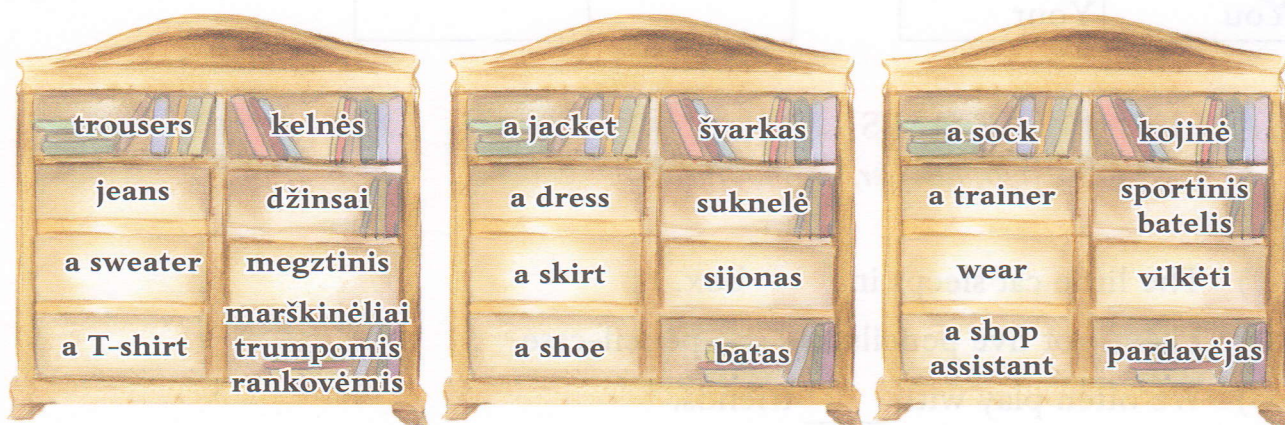 trousers kelnės
jeans džinsai
a sweater megztinis
a T-shirt marškinėliai
trumpomis
rankovėmis
a jacket švarkas
a dress suknelė
a skirt sijonas
a shoe batas
a sock kojinė
a trainer sportinis
batelis
wear vilkėti
a shop
assistant
pardavėjas